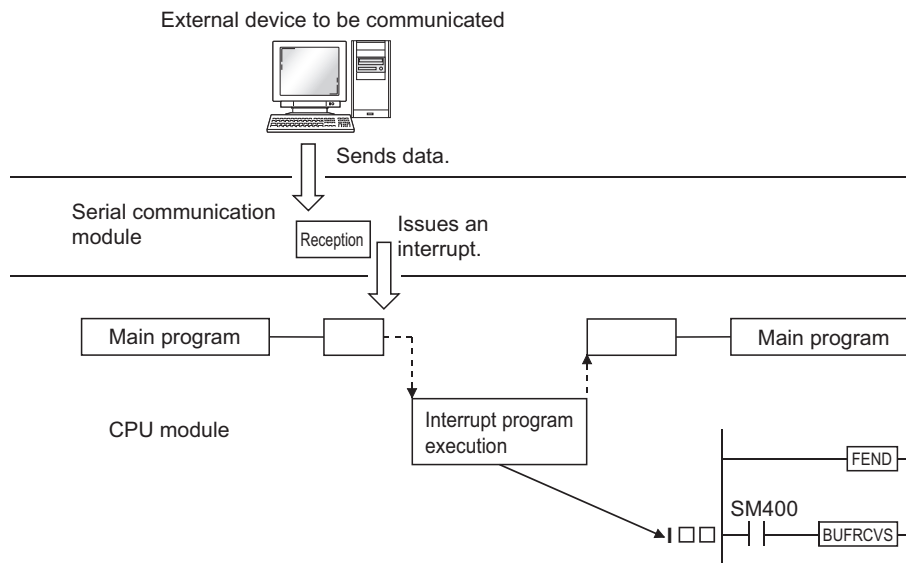 External device to be communicated
Sends data.
Serial communication
module
Reception
Issues an
interrupt.
Main program
Main program
CPU module
Interrupt program
execution
FEND
SM400
I □ □
BUFRCVS